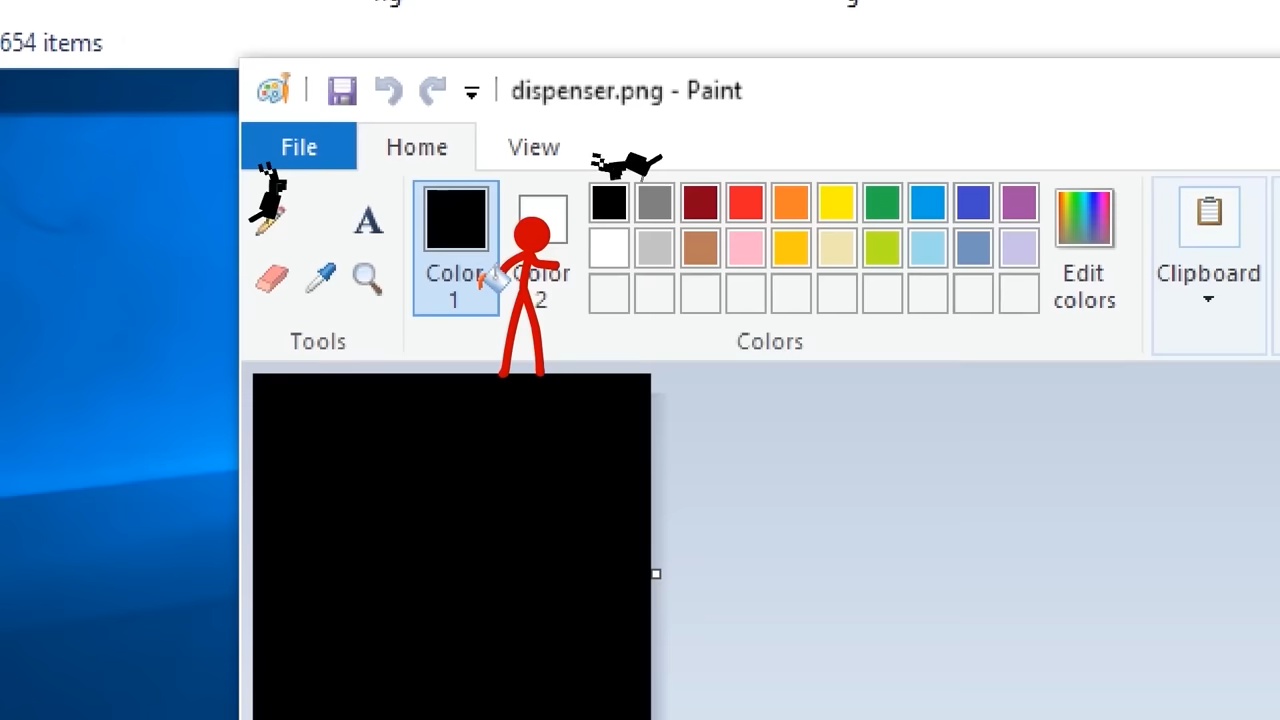 654 items
dispenser.png - Paint
File Home View
A
Color 1
Color 2
Edit colors
Clipboard
Tools
Colors